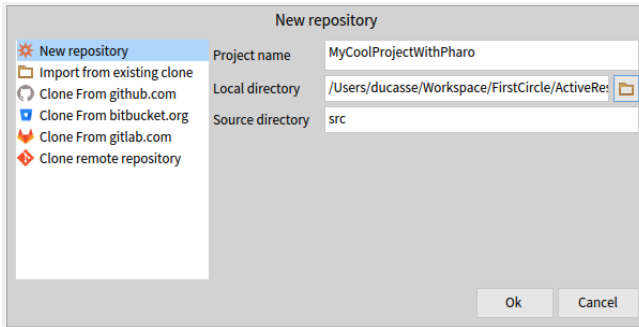 New repository
New repository
Import from existing clone
Clone From github.com
Clone From bitbucket.org
Clone From gitlab.com
Clone remote repository
Project name MyCoolProjectWithPharo
Local directory /Users/ducasse/Workspace/FirstCircle/ActiveRes
Source directory src
Ok Cancel